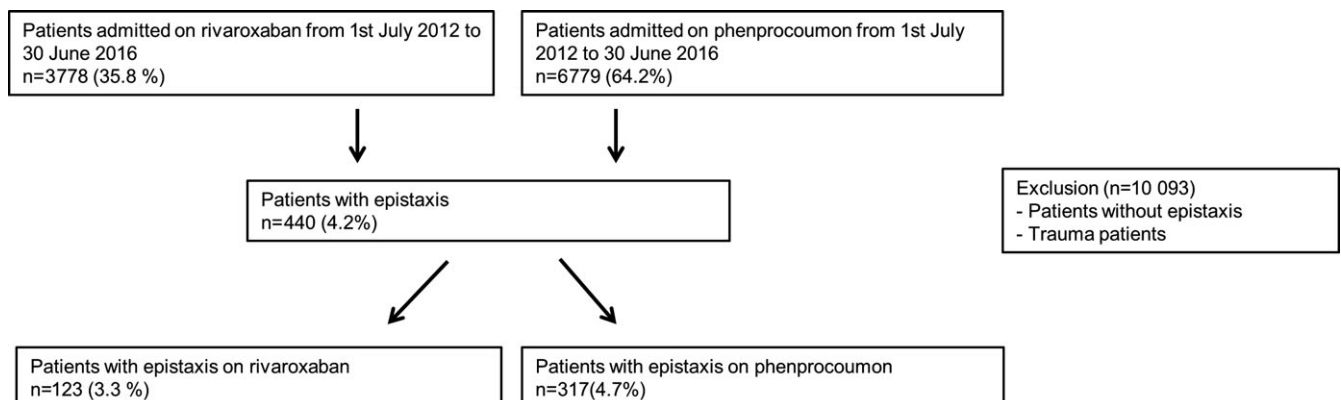 Patients admitted on rivaroxaban from 1st July 2012 to
30 June 2016
n=3778 (35.8 %)
Patients admitted on phenprocoumon from 1st July
2012 to 30 June 2016
n=6779 (64.2%)
Patients with epistaxis
n=440 (4.2%)
Exclusion (n=10 093)
- Patients without epistaxis
- Trauma patients
Patients with epistaxis on rivaroxaban
n=123 (3.3 %)
Patients with epistaxis on phenprocoumon
n=317(4.7%)